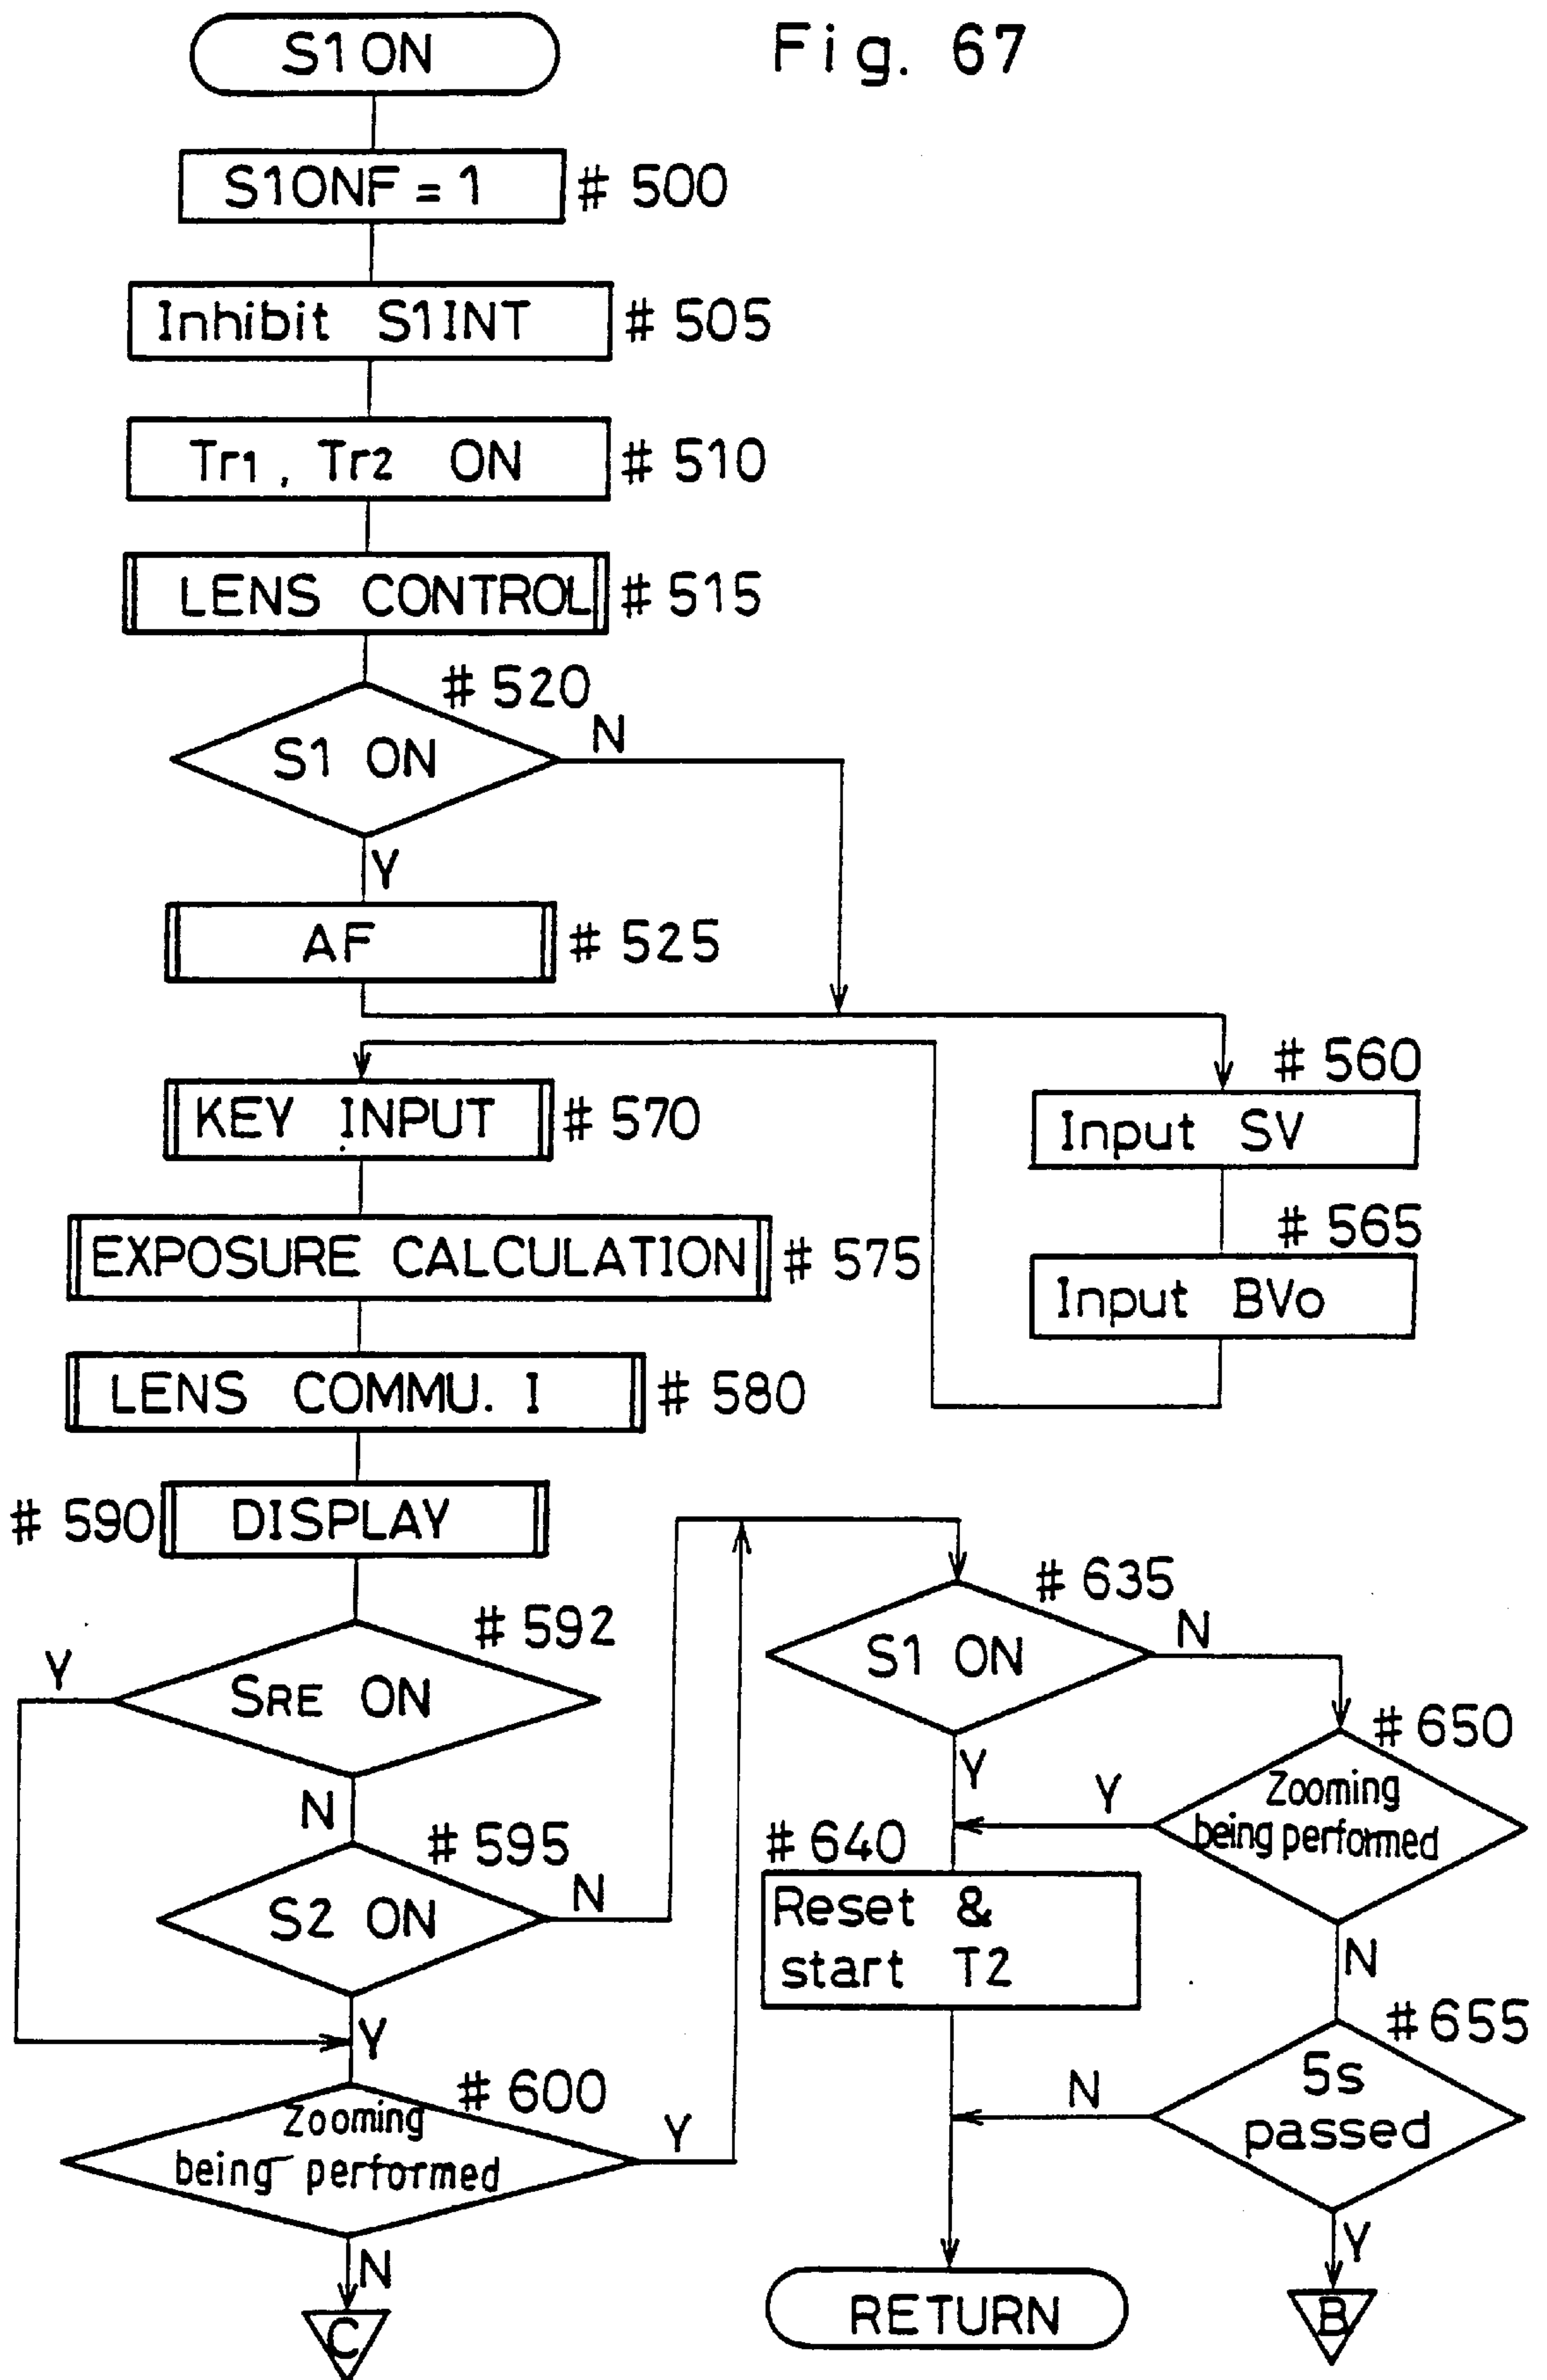 Fig. 67
S1ON
S1ONF = 1 # 500
Inhibit S1INT # 505
Tr1, Tr2 ON # 510
LENS CONTROL # 515
# 520
S1 ON
N
Y
AF # 525
# 560
Input SV
# 565
Input BVo
KEY INPUT # 570
EXPOSURE CALCULATION # 575
LENS COMMU. I # 580
# 590 DISPLAY
# 592
SRE ON
Y
N
# 595
S2 ON
N
Y
# 600
Zooming
being performed
Y
N
C
# 635
S1 ON
N
Y
# 650
Zooming
being performed
Y
N
# 640
Reset &
start T2
# 655
5s
passed
N
Y
RETURN
B